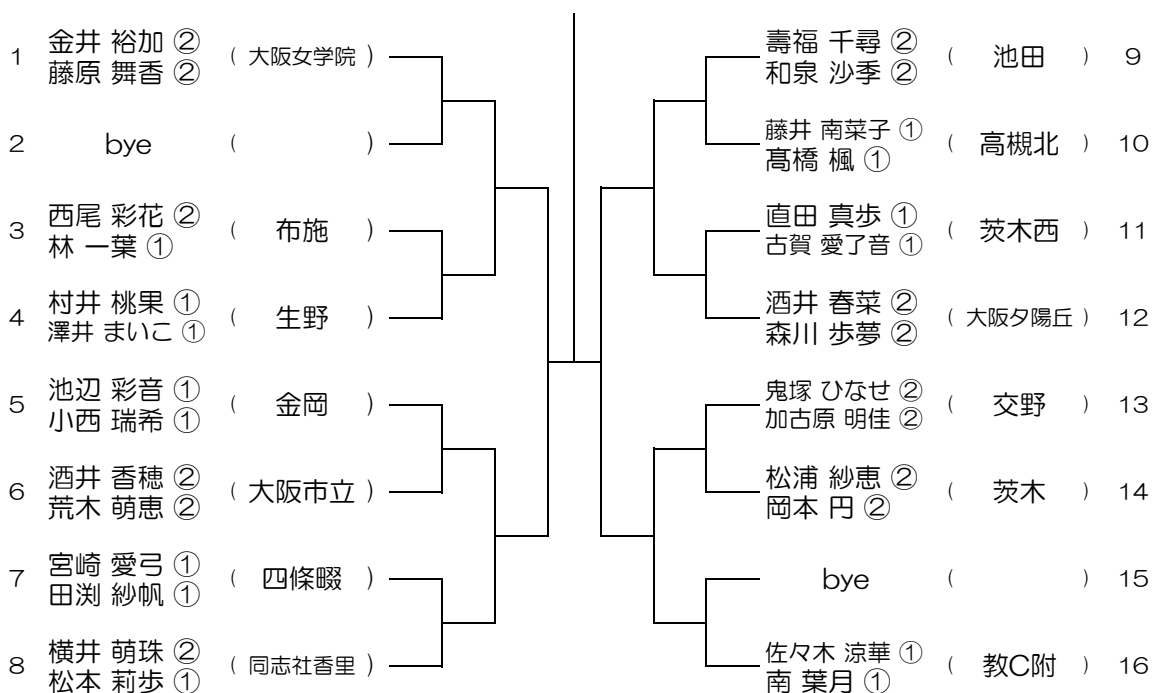 1 金井 裕加 ② ( 大阪女学院 )
藤原 舞香 ②
2 bye ( )
3 西尾 彩花 ② ( 布施 )
林 一葉 ①
4 村井 桃果 ① ( 生野 )
澤井 まいこ ①
5 池辺 彩音 ① ( 金岡 )
小西 瑞希 ①
6 酒井 香穂 ② ( 大阪市立 )
荒木 萌恵 ②
7 宮崎 愛弓 ① ( 四條畷 )
田渕 紗帆 ①
8 横井 萌珠 ② ( 同志社香里 )
松本 莉歩 ①
壽福 千尋 ② ( 池田 ) 9
和泉 沙季 ②
藤井 南菜子 ① ( 高槻北 ) 10
髙橋 楓 ①
直田 真歩 ① ( 茨木西 ) 11
古賀 愛了音 ①
酒井 春菜 ② ( 大阪夕陽丘 ) 12
森川 歩夢 ②
鬼塚 ひなせ ② ( 交野 ) 13
加古原 明佳 ②
松浦 紗恵 ② ( 茨木 ) 14
岡本 円 ②
bye ( ) 15
佐々木 涼華 ① ( 教C附 ) 16
南 葉月 ①